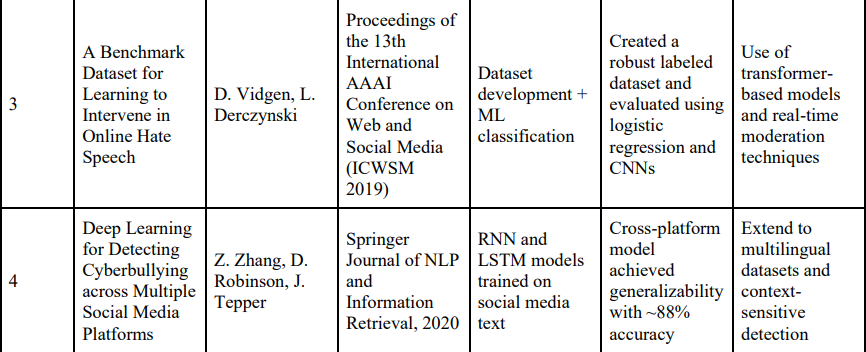 3
A Benchmark
Dataset for
Learning to
Intervene in
Online Hate
Speech
D. Vidgen, L.
Derczynski
Proceedings of
the 13th
International
AAAI
Conference on
Web and
Social Media
(ICWSM
2019)
Dataset
development +
ML
classification
Created a
robust labeled
dataset and
evaluated using
logistic
regression and
CNNs
Use of
transformer-
based models
and real-time
moderation
techniques
4
Deep Learning
for Detecting
Cyberbullying
across Multiple
Social Media
Platforms
Z. Zhang, D.
Robinson, J.
Tepper
Springer
Journal of NLP
and
Information
Retrieval, 2020
RNN and
LSTM models
trained on
social media
text
Cross-platform
model
achieved
generalizability
with ~88%
accuracy
Extend to
multilingual
datasets and
context-
sensitive
detection